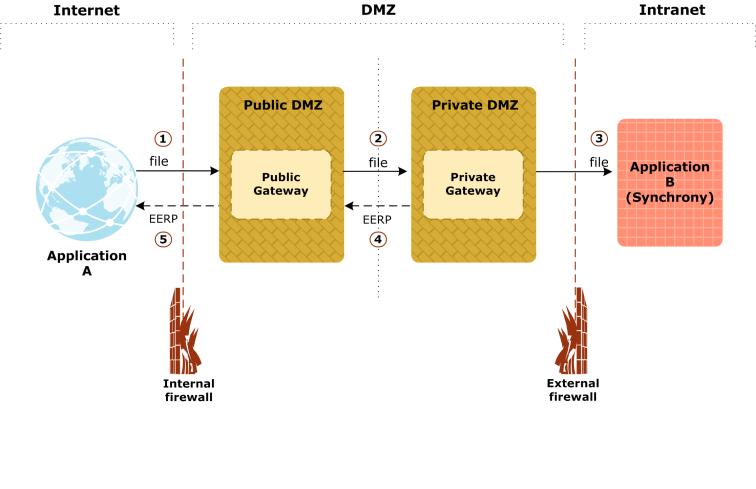 Internet
DMZ
Intranet
Public DMZ
Private DMZ
1
2
3
file
file
file
Public
Gateway
Private
Gateway
Application
B
(Synchrony)
EERP
EERP
5
4
Application
A
Internal
firewall
External
firewall